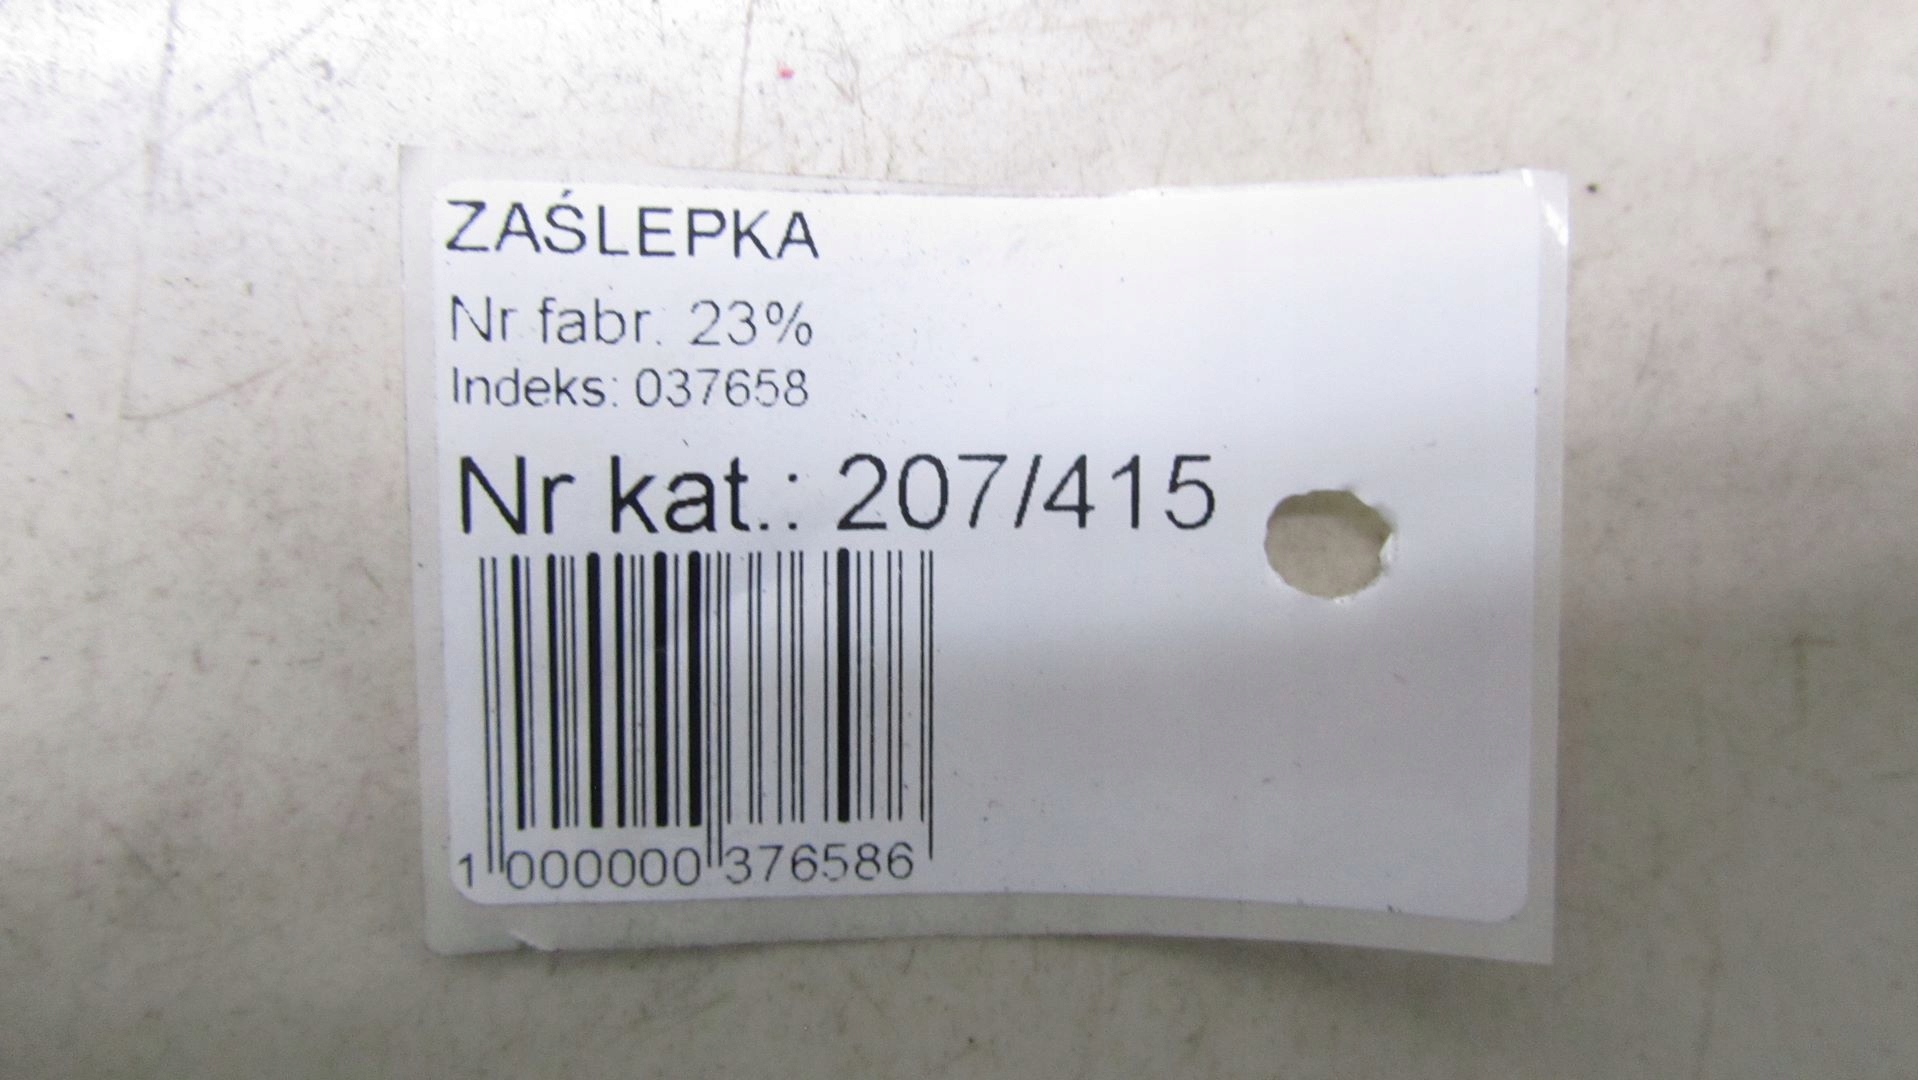 ZAŚLEPKA
Nr fabr. 23%
Indeks: 037658
Nr kat.: 207/415
1 000000 376586